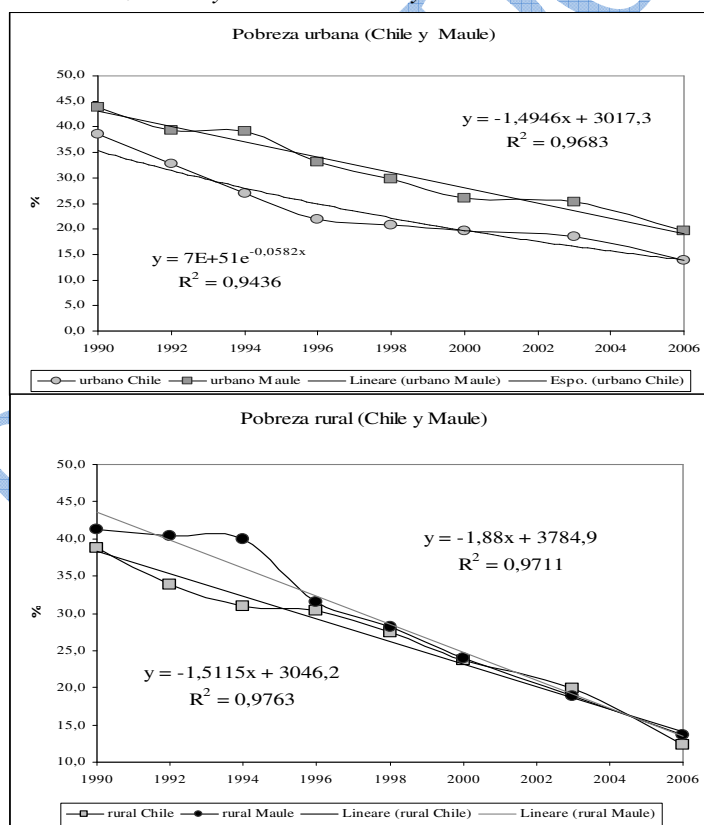 Pobreza urbana (Chile y Maule)
50,0
45,0
40,0
35,0
30,0
25,0
20,0
15,0
10,0
5,0
0,0
%
y = -1,4946x + 3017,3
R² = 0,9683
y = 7E+51e^-0,0582x
R² = 0,9436
1990 1992 1994 1996 1998 2000 2002 2004 2006
urbano Chile urbano Maule Lineare (urbano Maule) Espo. (urbano Chile)
Pobreza rural (Chile y Maule)
50,0
45,0
40,0
35,0
30,0
25,0
20,0
15,0
10,0
%
y = -1,88x + 3784,9
R² = 0,9711
y = -1,5115x + 3046,2
R² = 0,9763
1990 1992 1994 1996 1998 2000 2002 2004 2006
rural Chile rural Maule Lineare (rural Chile) Lineare (rural Maule)